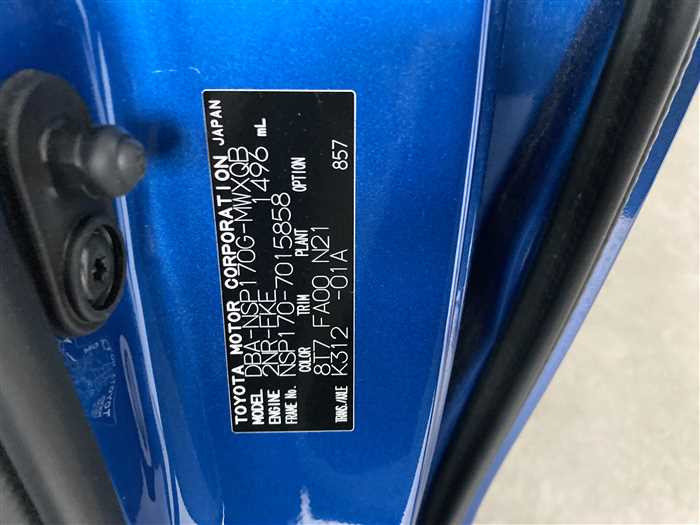 TOYOTA MOTOR CORPORATION JAPAN
MODEL DBA-NSP170G-MWXQB
ENGINE 2NR-FKE 1496 mL
FRAME No. NSP170-7015858
COLOR TRIM PLANT OPTION
8T7 FA00 N21
TRANS./AXLE K312 -01A 857